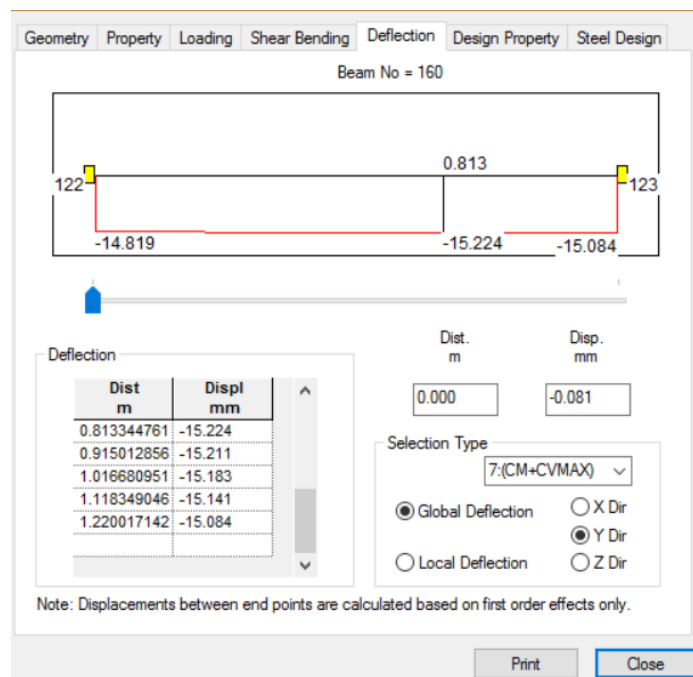 Geometry Property Loading Shear Bending Deflection Design Property Steel Design
Beam No = 160
0.813
122 123
-14.819 -15.224 -15.084
Dist. Disp.
m mm
0.000 -0.081
Deflection
Dist Displ
m mm
0.813344761 -15.224
0.915012856 -15.211
1.016680951 -15.183
1.118349046 -15.141
1.220017142 -15.084
Selection Type
7:(CM+CVMAX)
Global Deflection X Dir
Y Dir
Local Deflection Z Dir
Note: Displacements between end points are calculated based on first order effects only.
Print Close